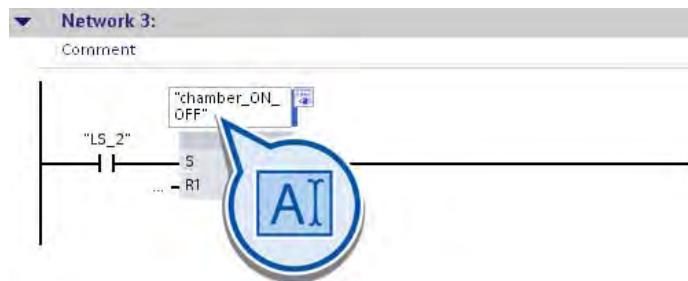 Network 3:
Comment
"chamber_ON_
OFF"
"LS_2"
S
... R1
AI